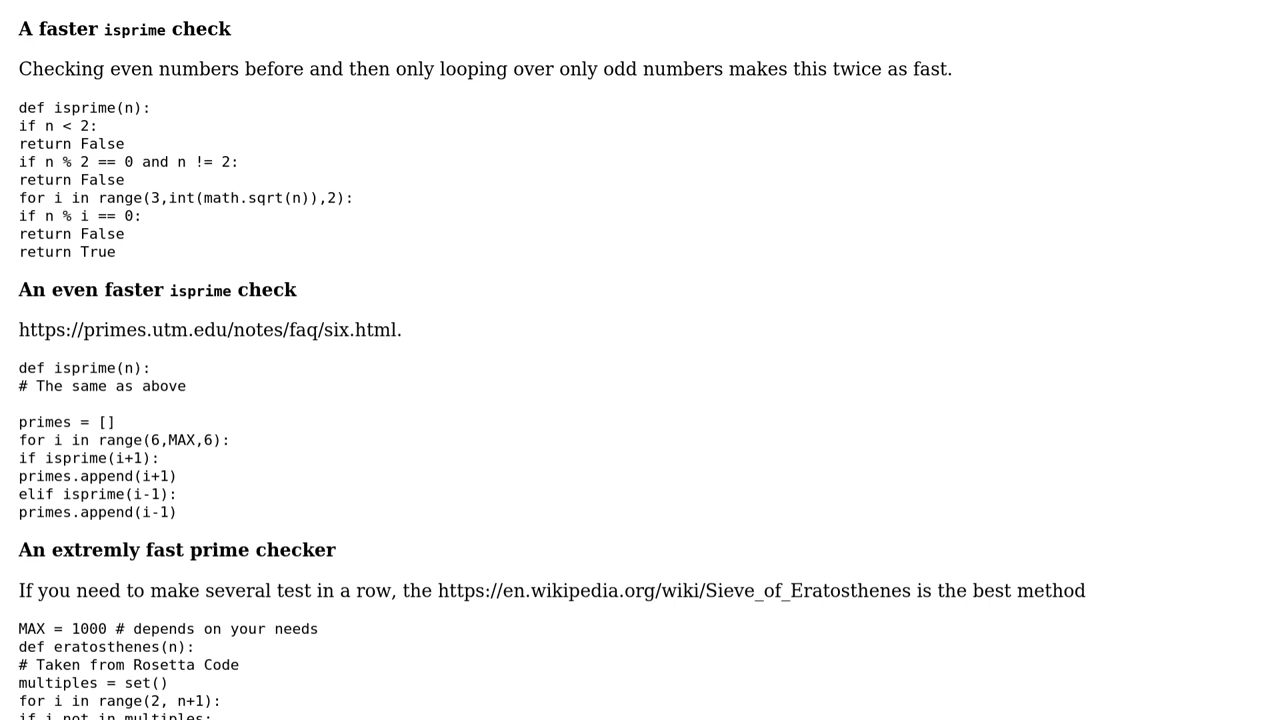 A faster isprime check
Checking even numbers before and then only looping over only odd numbers makes this twice as fast.
def isprime(n):
if n < 2:
return False
if n % 2 == 0 and n != 2:
return False
for i in range(3,int(math.sqrt(n)),2):
if n % i == 0:
return False
return True
An even faster isprime check
https://primes.utm.edu/notes/faq/six.html.
def isprime(n):
# The same as above
primes = []
for i in range(6,MAX,6):
if isprime(i+1):
primes.append(i+1)
elif isprime(i-1):
primes.append(i-1)
An extremly fast prime checker
If you need to make several test in a row, the https://en.wikipedia.org/wiki/Sieve_of_Eratosthenes is the best method
MAX = 1000 # depends on your needs
def eratosthenes(n):
# Taken from Rosetta Code
multiples = set()
for i in range(2, n+1):
if i not in multiples: